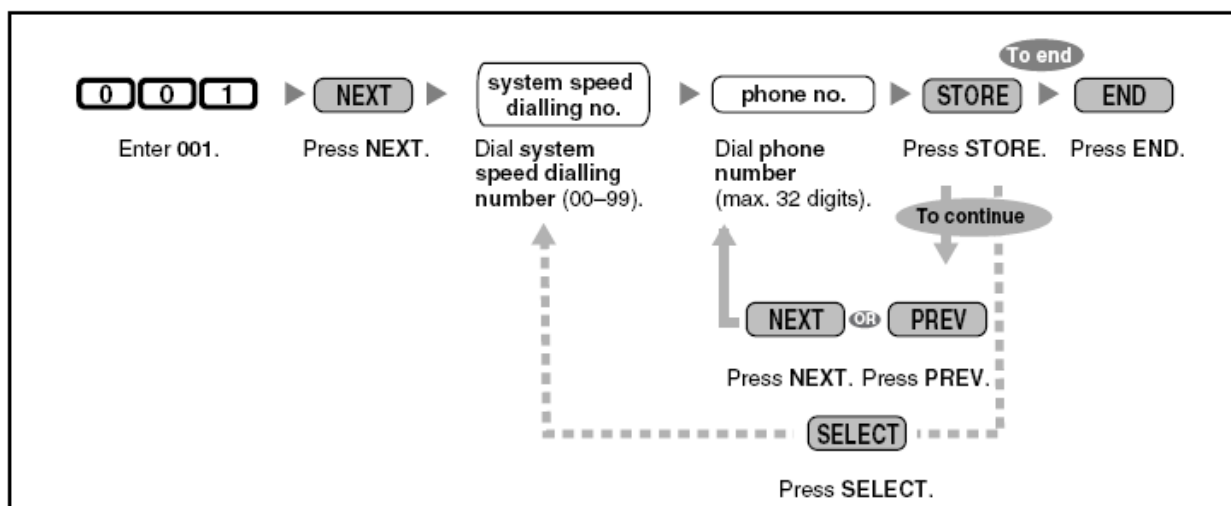 To end
0 0 1 NEXT system speed dialling no. phone no. STORE END
Enter 001. Press NEXT. Dial system speed dialling number (00–99). Dial phone number (max. 32 digits). Press STORE. Press END.
To continue
NEXT OR PREV
Press NEXT. Press PREV.
SELECT
Press SELECT.